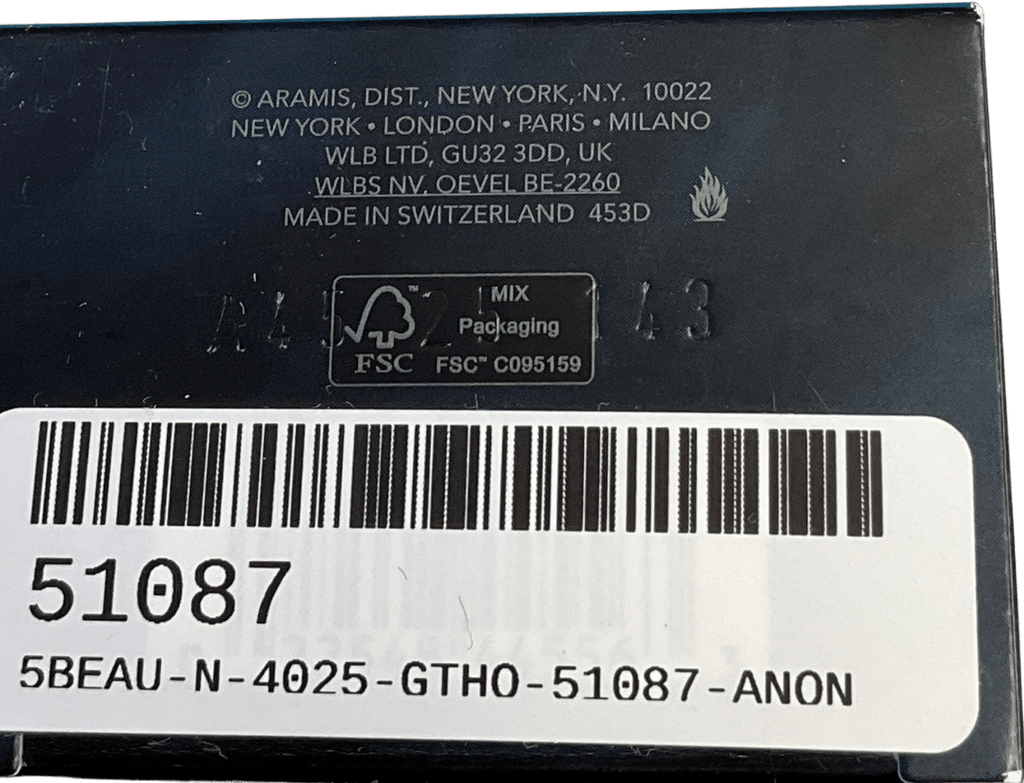 © ARAMIS, DIST., NEW YORK, N.Y. 10022
NEW YORK • LONDON • PARIS • MILANO
WLB LTD, GU32 3DD, UK
WLBS NV, OEVEL BE-2260
MADE IN SWITZERLAND 453D
MIX
Packaging
FSC™ C095159
FSC
51087
5BEAU-N-4025-GTHO-51087-ANON